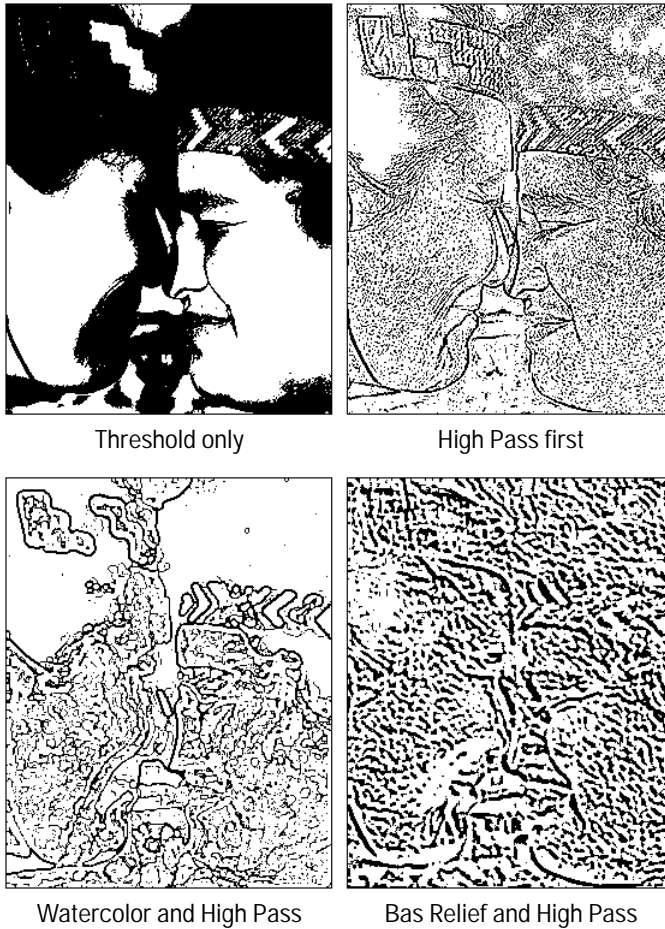 Threshold only
High Pass first
Watercolor and High Pass
Bas Relief and High Pass